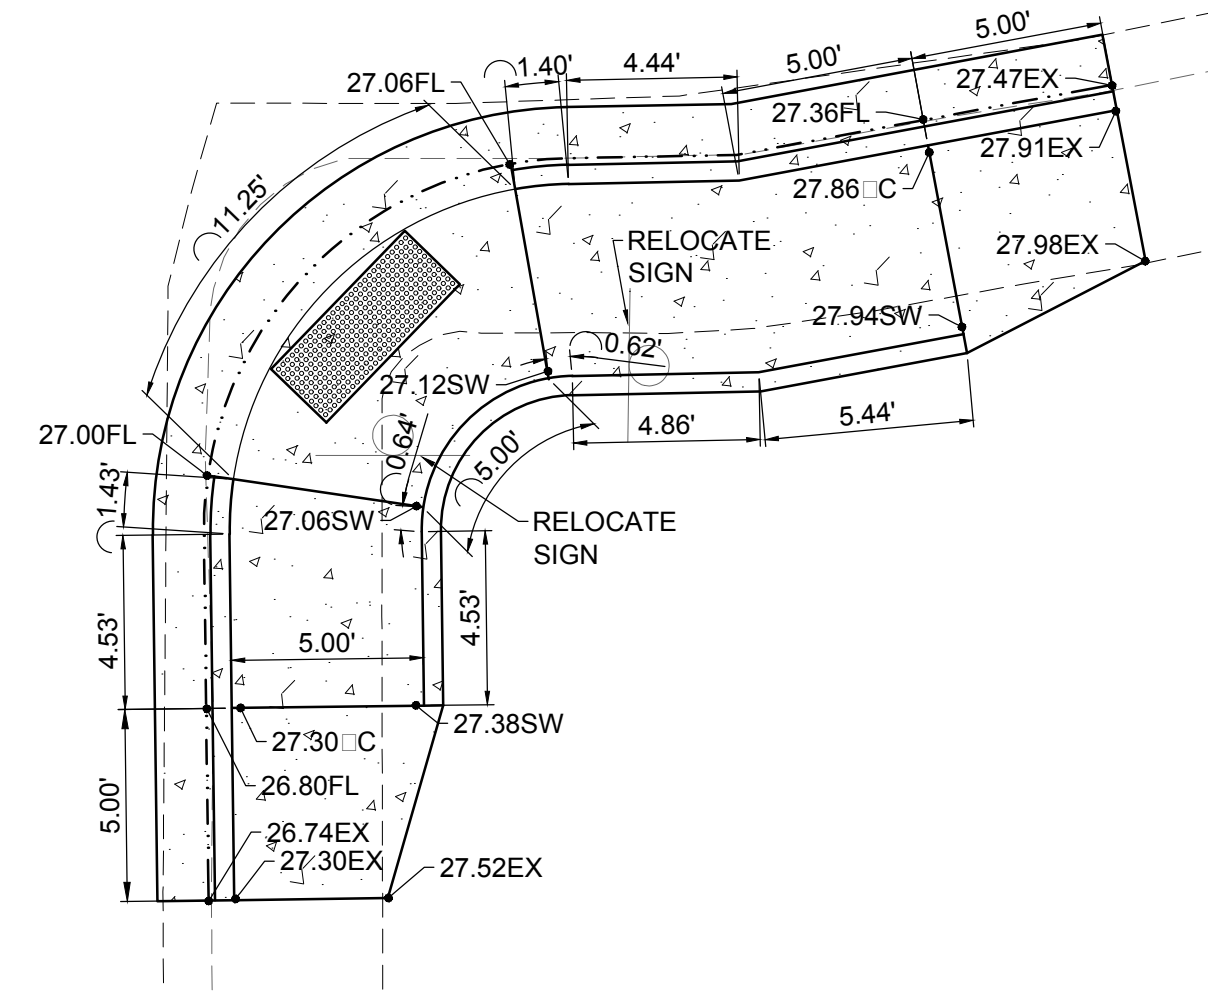 5.00'
5.00'
4.44'
1.40'
27.06FL
27.47EX
27.36FL
27.91EX
27.86□C
11.25'
RELOCATE
SIGN
27.98EX
27.94SW
0.62'
27.12SW
4.86'
5.44'
0.64'
5.00'
27.00FL
1.43'
27.06SW
RELOCATE
SIGN
4.53'
4.53'
5.00'
27.38SW
27.30□C
26.80FL
5.00'
26.74EX
27.30EX
27.52EX